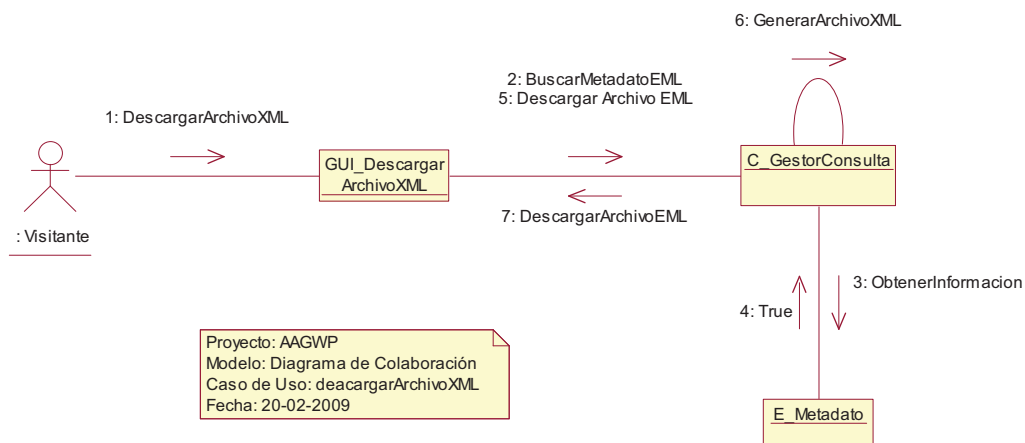 6: GenerarArchivoXML
2: BuscarMetadatoEML
5: Descargar Archivo EML
1: DescargarArchivoXML
GUI_Descargar
ArchivoXML
C_GestorConsulta
7: DescargarArchivoEML
: Visitante
3: ObtenerInformacion
4: True
Proyecto: AAGWP
Modelo: Diagrama de Colaboración
Caso de Uso: deacargarArchivoXML
Fecha: 20-02-2009
E_Metadato